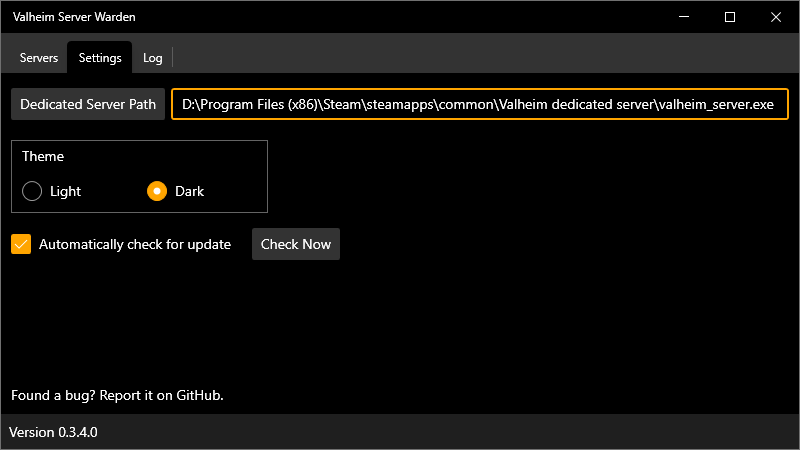 Valheim Server Warden
Servers Settings Log
Dedicated Server Path D:\Program Files (x86)\Steam\steamapps\common\Valheim dedicated server\valheim_server.exe
Theme
Light Dark
Automatically check for update Check Now
Found a bug? Report it on GitHub.
Version 0.3.4.0